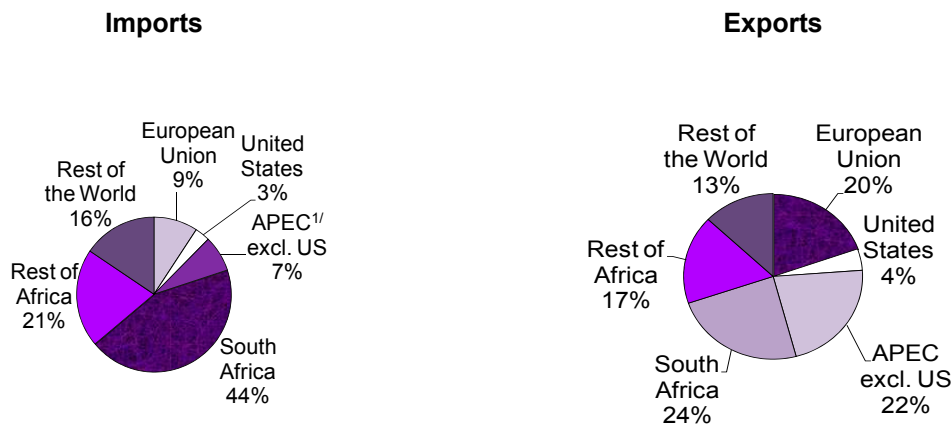 Imports
European
Union
9%
United
States
3%
APEC1/
excl. US
7%
South
Africa
44%
Rest of
Africa
21%
Rest of
the World
16%
Exports
European
Union
20%
United
States
4%
APEC
excl. US
22%
South
Africa
24%
Rest of
Africa
17%
Rest of
the World
13%